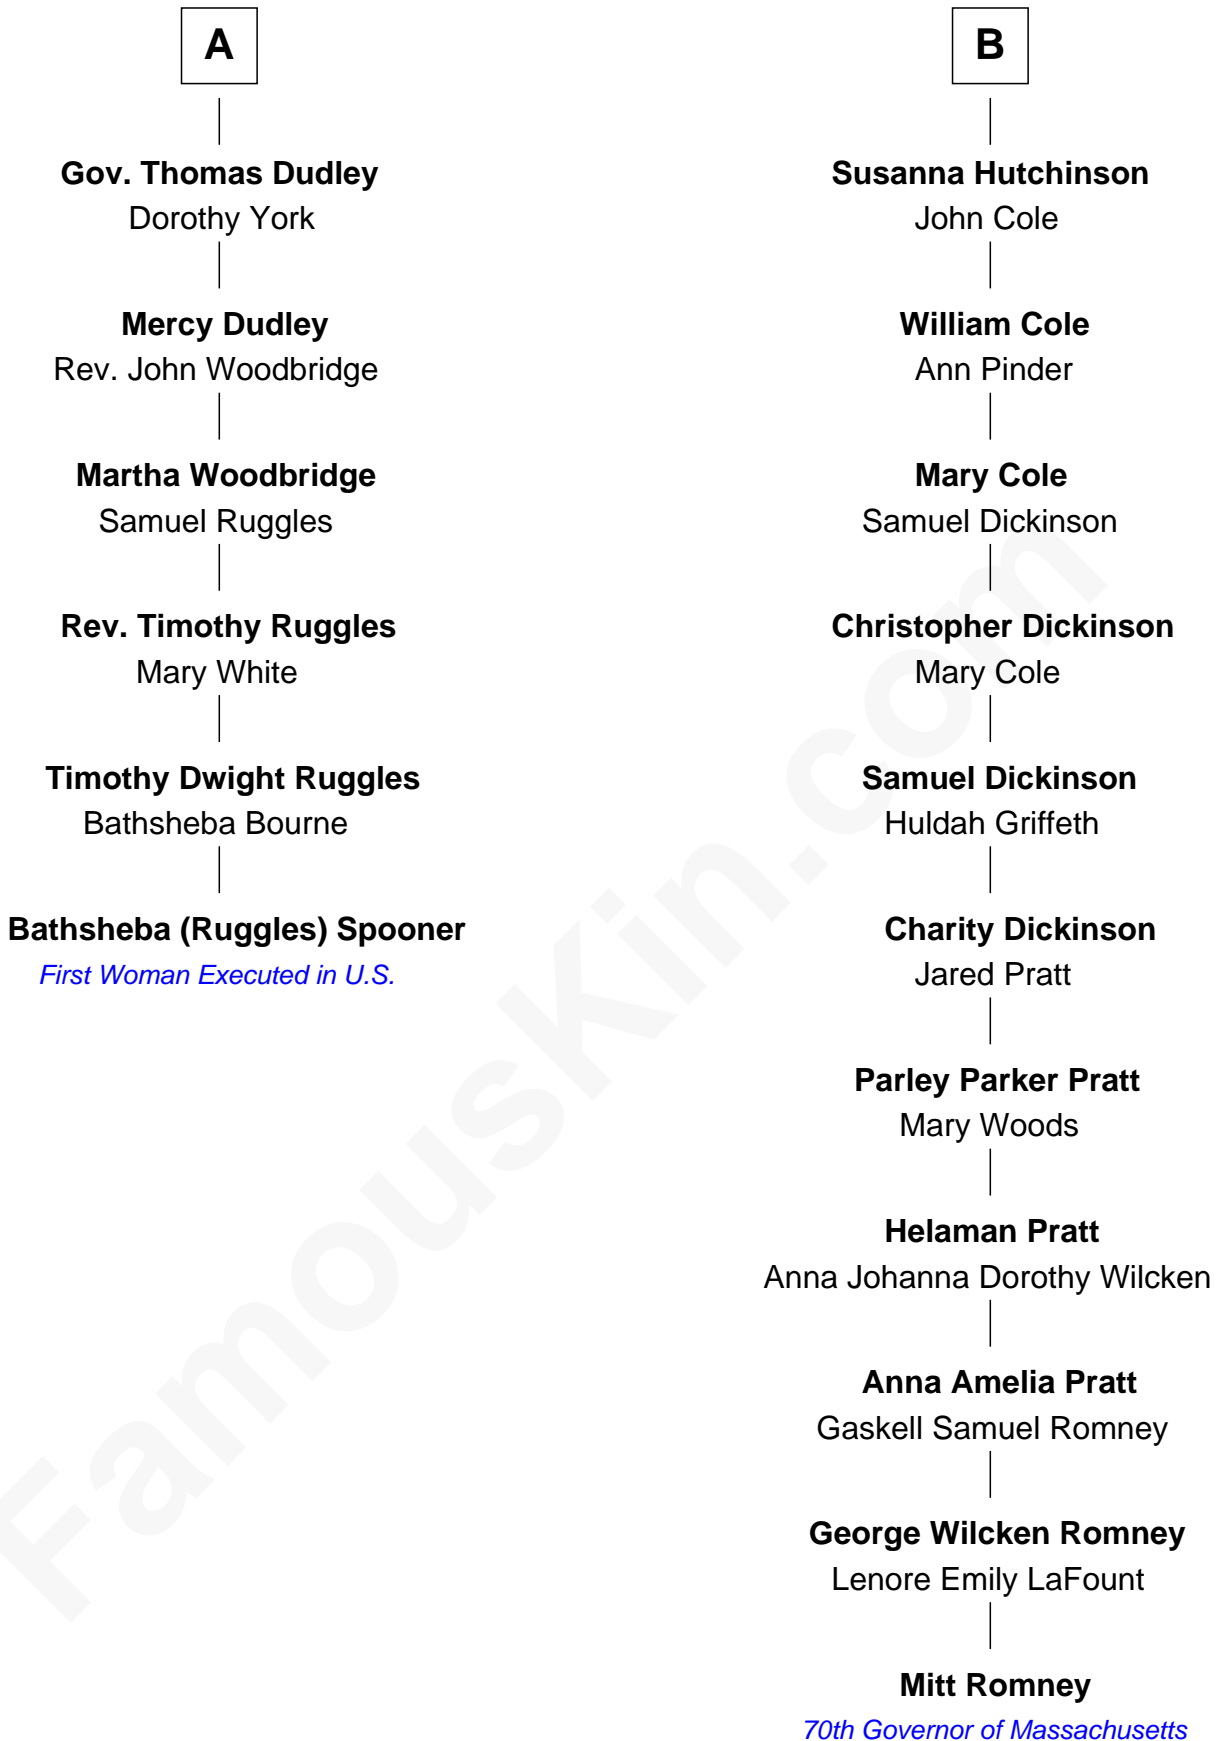 A
Gov. Thomas Dudley
Dorothy York
Mercy Dudley
Rev. John Woodbridge
Martha Woodbridge
Samuel Ruggles
Rev. Timothy Ruggles
Mary White
Timothy Dwight Ruggles
Bathsheba Bourne
Bathsheba (Ruggles) Spooner
First Woman Executed in U.S.
B
Susanna Hutchinson
John Cole
William Cole
Ann Pinder
Mary Cole
Samuel Dickinson
Christopher Dickinson
Mary Cole
Samuel Dickinson
Huldah Griffeth
Charity Dickinson
Jared Pratt
Parley Parker Pratt
Mary Woods
Helaman Pratt
Anna Johanna Dorothy Wilcken
Anna Amelia Pratt
Gaskell Samuel Romney
George Wilcken Romney
Lenore Emily LaFount
Mitt Romney
70th Governor of Massachusetts
FamousKin.com